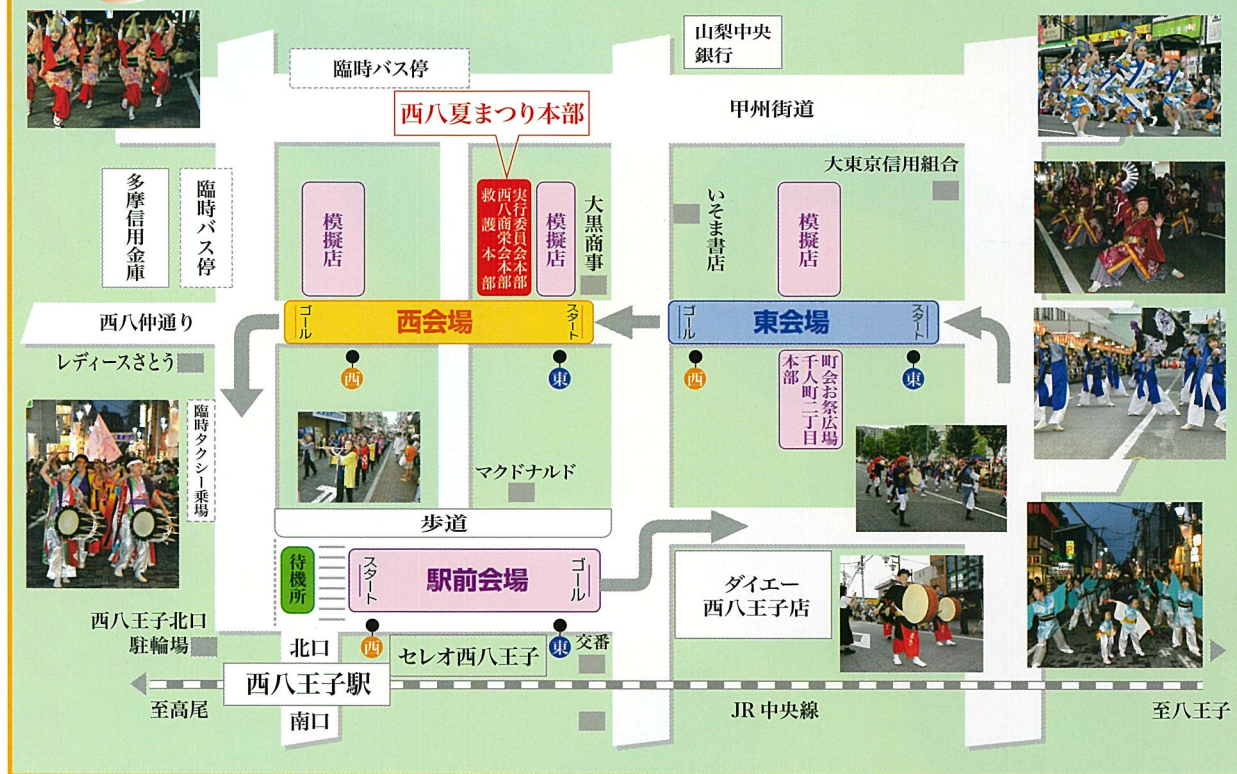 山梨中央
銀行
臨時バス停
西八夏まつり本部
甲州街道
大東京信用組合
多摩信用金庫
臨時バス停
模擬店
実行委員会本部
西八商栄会本部
救護本部
模擬店
大黒商事
いそま書店
模擬店
西八仲通り
ゴール
西会場
スタート
ゴール
東会場
スタート
レディースさとう
西
東
西
東
町会お祭広場
千人町二丁目
本部
臨時タクシー乗場
マクドナルド
歩道
待機所
スタート
駅前会場
ゴール
ダイエー
西八王子店
西八王子北口
駐輪場
北口
西
セレオ西八王子
東
交番
西八王子駅
至高尾
南口
JR中央線
至八王子